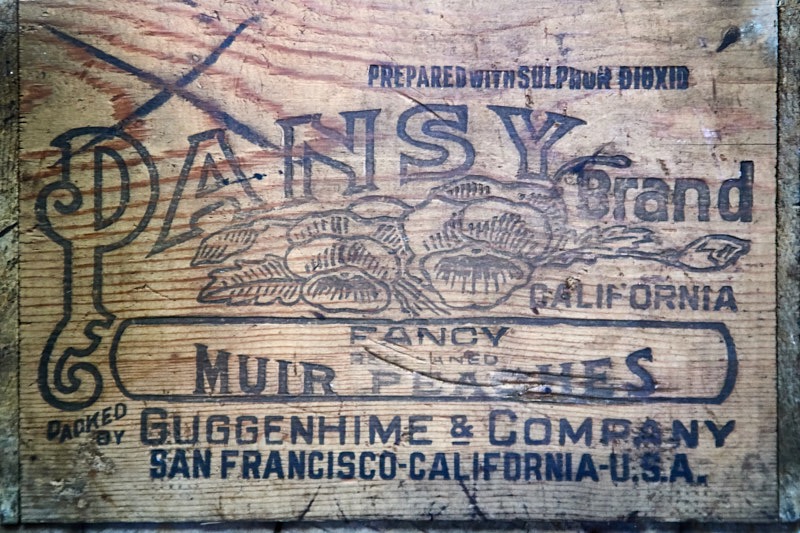 PREPARED WITH SULPHUR DIOXID
PANSY Brand
CALIFORNIA
FANCY
MUIR PEACHES
PACKED BY GUGGENHIME & COMPANY
SAN FRANCISCO-CALIFORNIA-U.S.A.